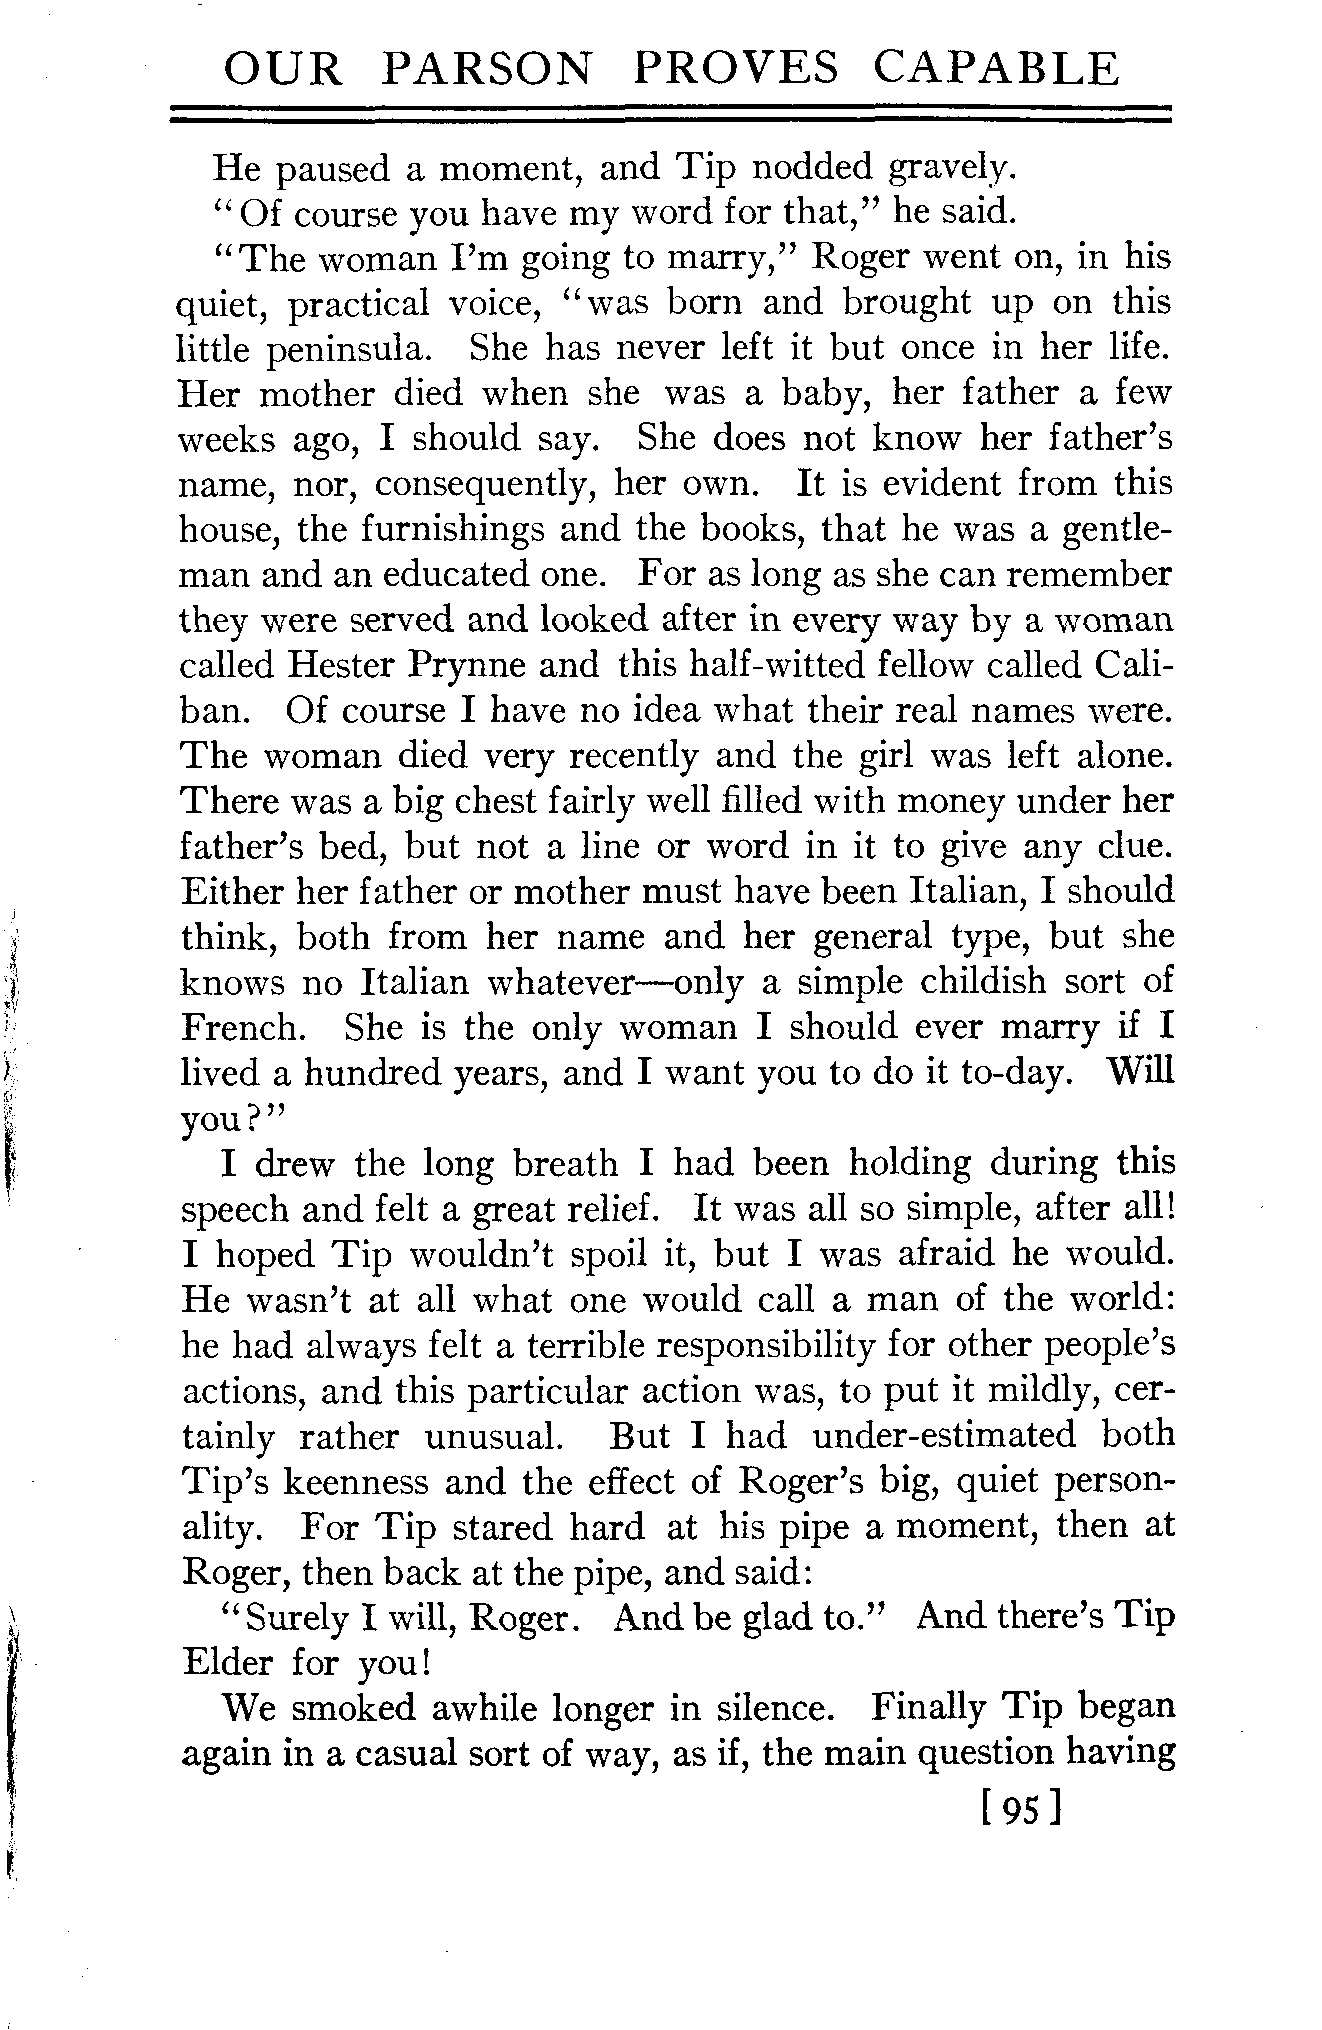 OUR PARSON PROVES CAPABLE
He paused a moment, and Tip nodded gravely.
"Of course you have my word for that," he said.
"The woman I'm going to marry," Roger went on, in his
quiet, practical voice, "was born and brought up on this
little peninsula. She has never left it but once in her life.
Her mother died when she was a baby, her father a few
weeks ago, I should say. She does not know her father's
name, nor, consequently, her own. It is evident from this
house, the furnishings and the books, that he was a gentle-
man and an educated one. For as long as she can remember
they were served and looked after in every way by a woman
called Hester Prynne and this half-witted fellow called Cali-
ban. Of course I have no idea what their real names were.
The woman died very recently and the girl was left alone.
There was a big chest fairly well filled with money under her
father's bed, but not a line or word in it to give any clue.
Either her father or mother must have been Italian, I should
think, both from her name and her general type, but she
knows no Italian whatever—only a simple childish sort of
French. She is the only woman I should ever marry if I
lived a hundred years, and I want you to do it to-day. Will
you?"
I drew the long breath I had been holding during this
speech and felt a great relief. It was all so simple, after all!
I hoped Tip wouldn't spoil it, but I was afraid he would.
He wasn't at all what one would call a man of the world:
he had always felt a terrible responsibility for other people's
actions, and this particular action was, to put it mildly, cer-
tainly rather unusual. But I had under-estimated both
Tip's keenness and the effect of Roger's big, quiet person-
ality. For Tip stared hard at his pipe a moment, then at
Roger, then back at the pipe, and said:
"Surely I will, Roger. And be glad to." And there's Tip
Elder for you!
We smoked awhile longer in silence. Finally Tip began
again in a casual sort of way, as if, the main question having
[95]